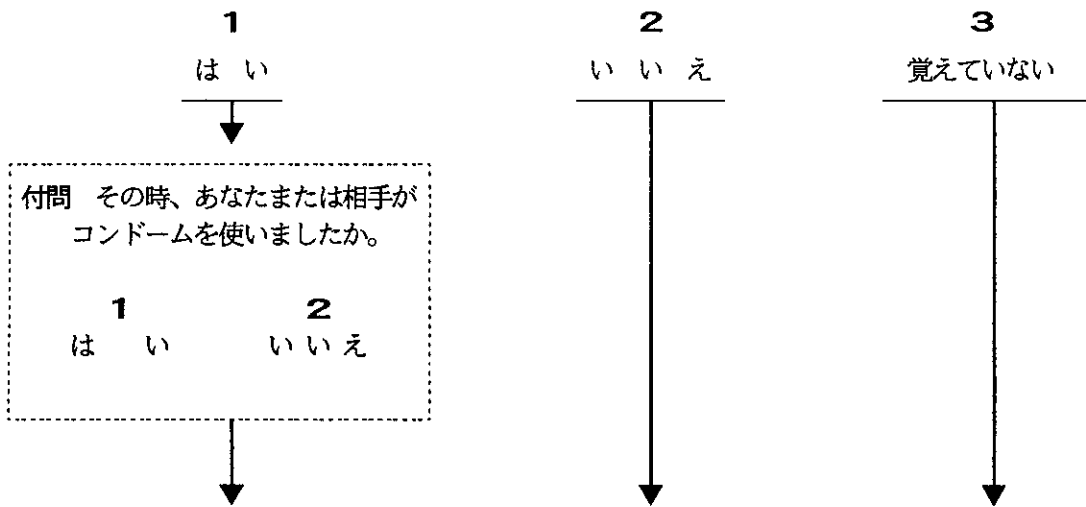 1 2 3
はい いいえ 覚えていない
付問 その時、あなたまたは相手が
コンドームを使いましたか。
1 2
はい いいえ